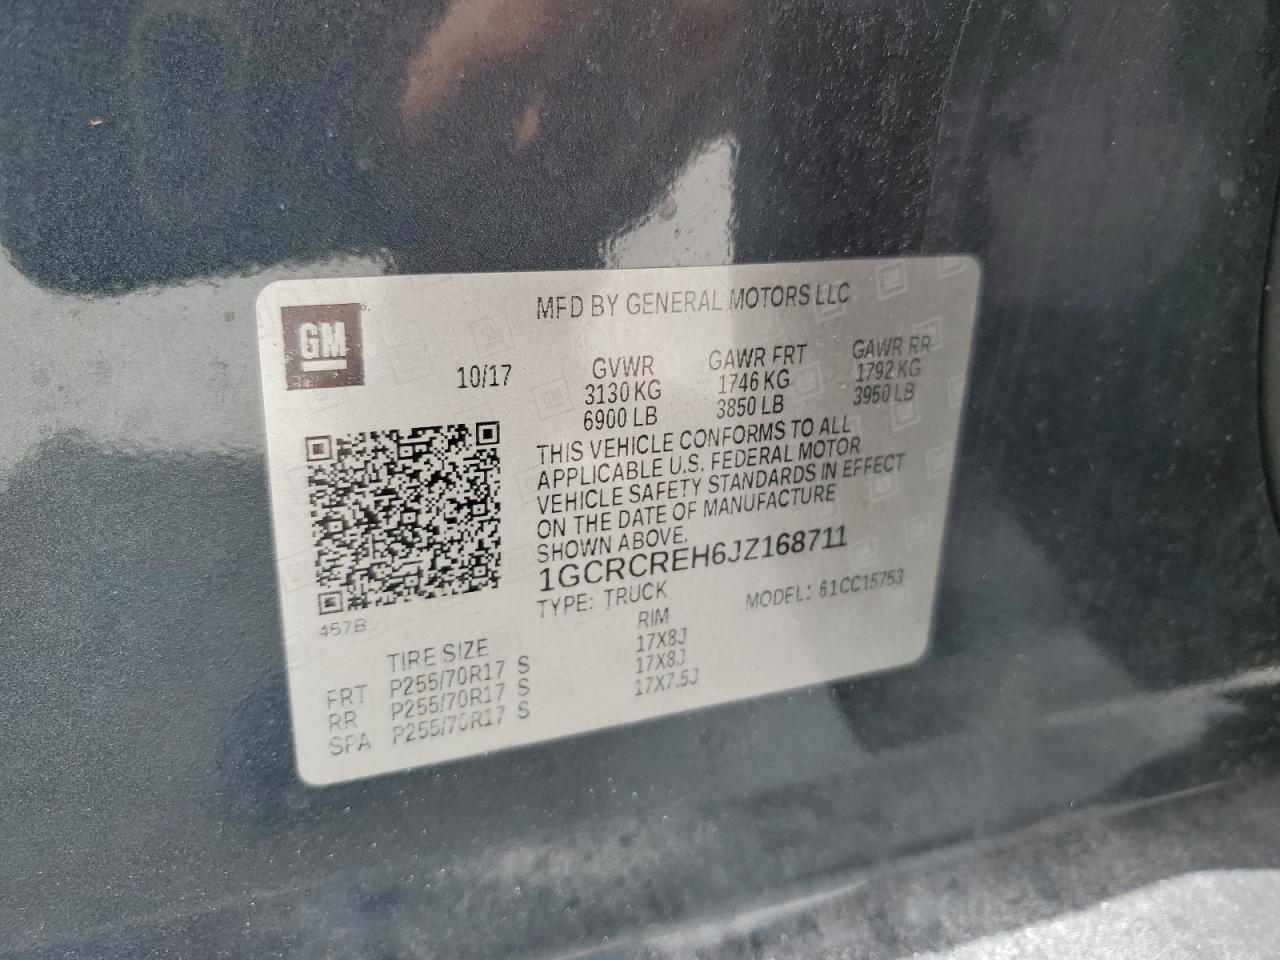 MFD BY GENERAL MOTORS LLC
GM
10/17
GVWR GAWR FRT GAWR RR
3130 KG 1746 KG 1792 KG
6900 LB 3850 LB 3950 LB
THIS VEHICLE CONFORMS TO ALL
APPLICABLE U.S. FEDERAL MOTOR
VEHICLE SAFETY STANDARDS IN EFFECT
ON THE DATE OF MANUFACTURE
SHOWN ABOVE.
1GCRCREH6JZ168711
TYPE: TRUCK MODEL: 61CC15753
457B
TIRE SIZE RIM
FRT P255/70R17 S 17X8J
RR P255/70R17 S 17X8J
SPA P255/70R17 S 17X7.5J